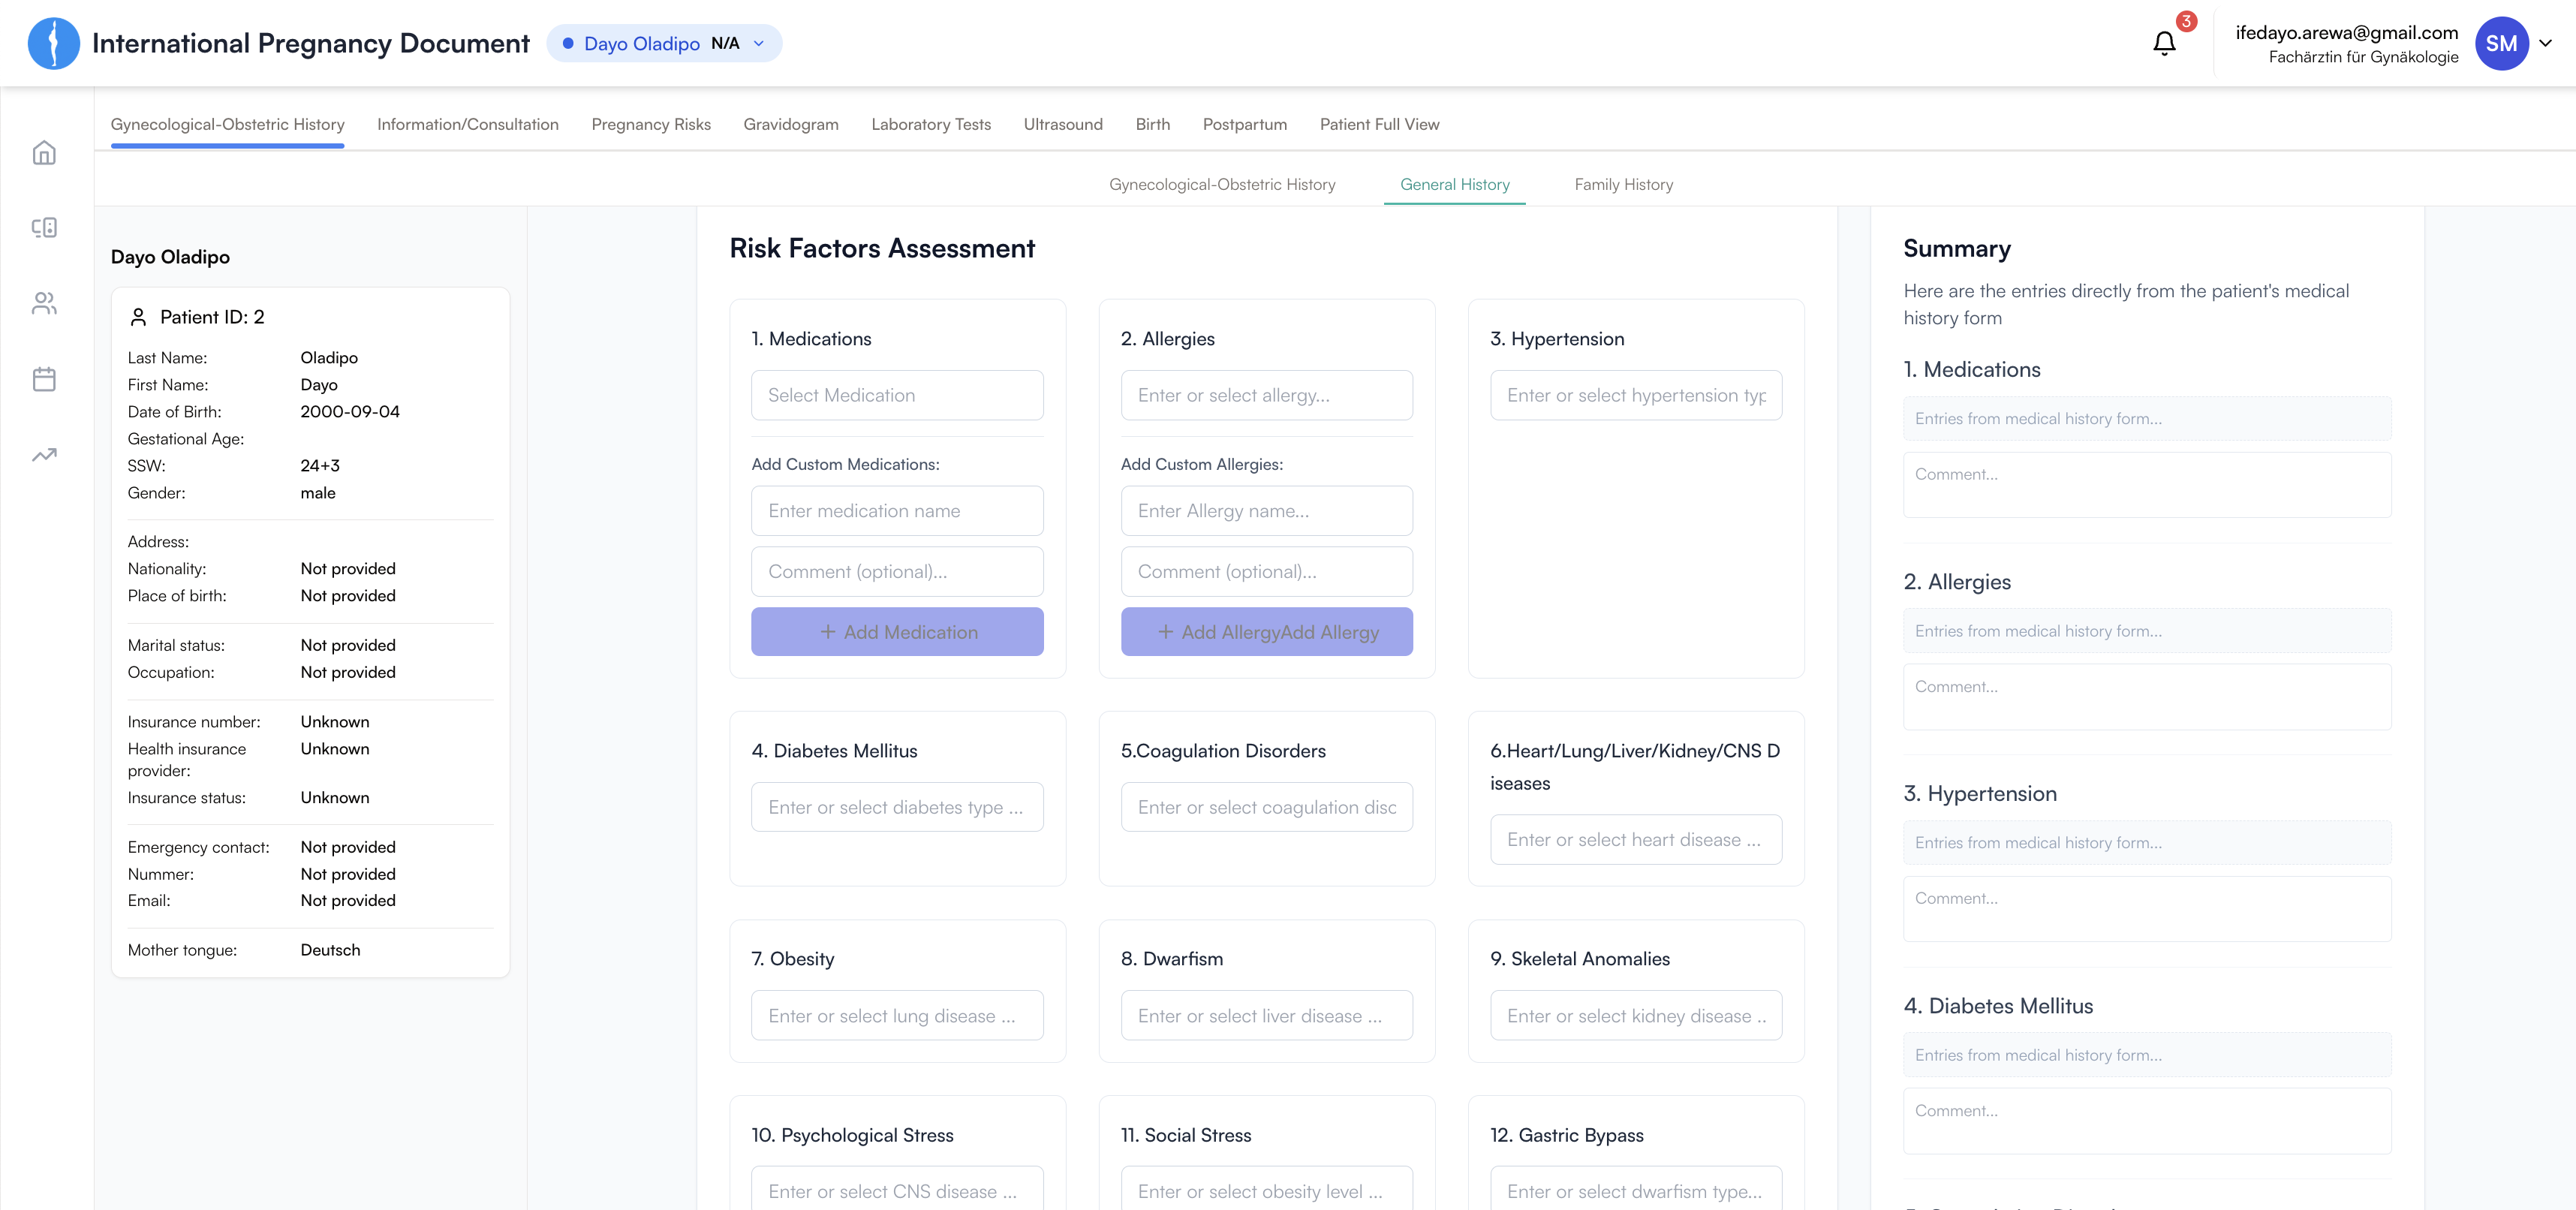 International Pregnancy Document
Dayo Oladipo N/A
3
ifedayo.arewa@gmail.com
Fachärztin für Gynäkologie
SM
Gynecological-Obstetric History Information/Consultation Pregnancy Risks Gravidogram Laboratory Tests Ultrasound Birth Postpartum Patient Full View
Gynecological-Obstetric History General History Family History
Dayo Oladipo
Patient ID: 2
Last Name: Oladipo
First Name: Dayo
Date of Birth: 2000-09-04
Gestational Age:
SSW: 24+3
Gender: male
Address:
Nationality: Not provided
Place of birth: Not provided
Marital status: Not provided
Occupation: Not provided
Insurance number: Unknown
Health insurance Unknown
provider:
Insurance status: Unknown
Emergency contact: Not provided
Nummer: Not provided
Email: Not provided
Mother tongue: Deutsch
Risk Factors Assessment
1. Medications
Select Medication
Add Custom Medications:
Enter medication name
Comment (optional)...
+ Add Medication
2. Allergies
Enter or select allergy...
Add Custom Allergies:
Enter Allergy name...
Comment (optional)...
+ Add AllergyAdd Allergy
3. Hypertension
Enter or select hypertension typ
4. Diabetes Mellitus
Enter or select diabetes type ...
5.Coagulation Disorders
Enter or select coagulation disc
6.Heart/Lung/Liver/Kidney/CNS D
iseases
Enter or select heart disease ...
7. Obesity
Enter or select lung disease ...
8. Dwarfism
Enter or select liver disease ...
9. Skeletal Anomalies
Enter or select kidney disease ..
10. Psychological Stress
Enter or select CNS disease ...
11. Social Stress
Enter or select obesity level ...
12. Gastric Bypass
Enter or select dwarfism type...
Summary
Here are the entries directly from the patient's medical
history form
1. Medications
Entries from medical history form...
Comment...
2. Allergies
Entries from medical history form...
Comment...
3. Hypertension
Entries from medical history form...
Comment...
4. Diabetes Mellitus
Entries from medical history form...
Comment...